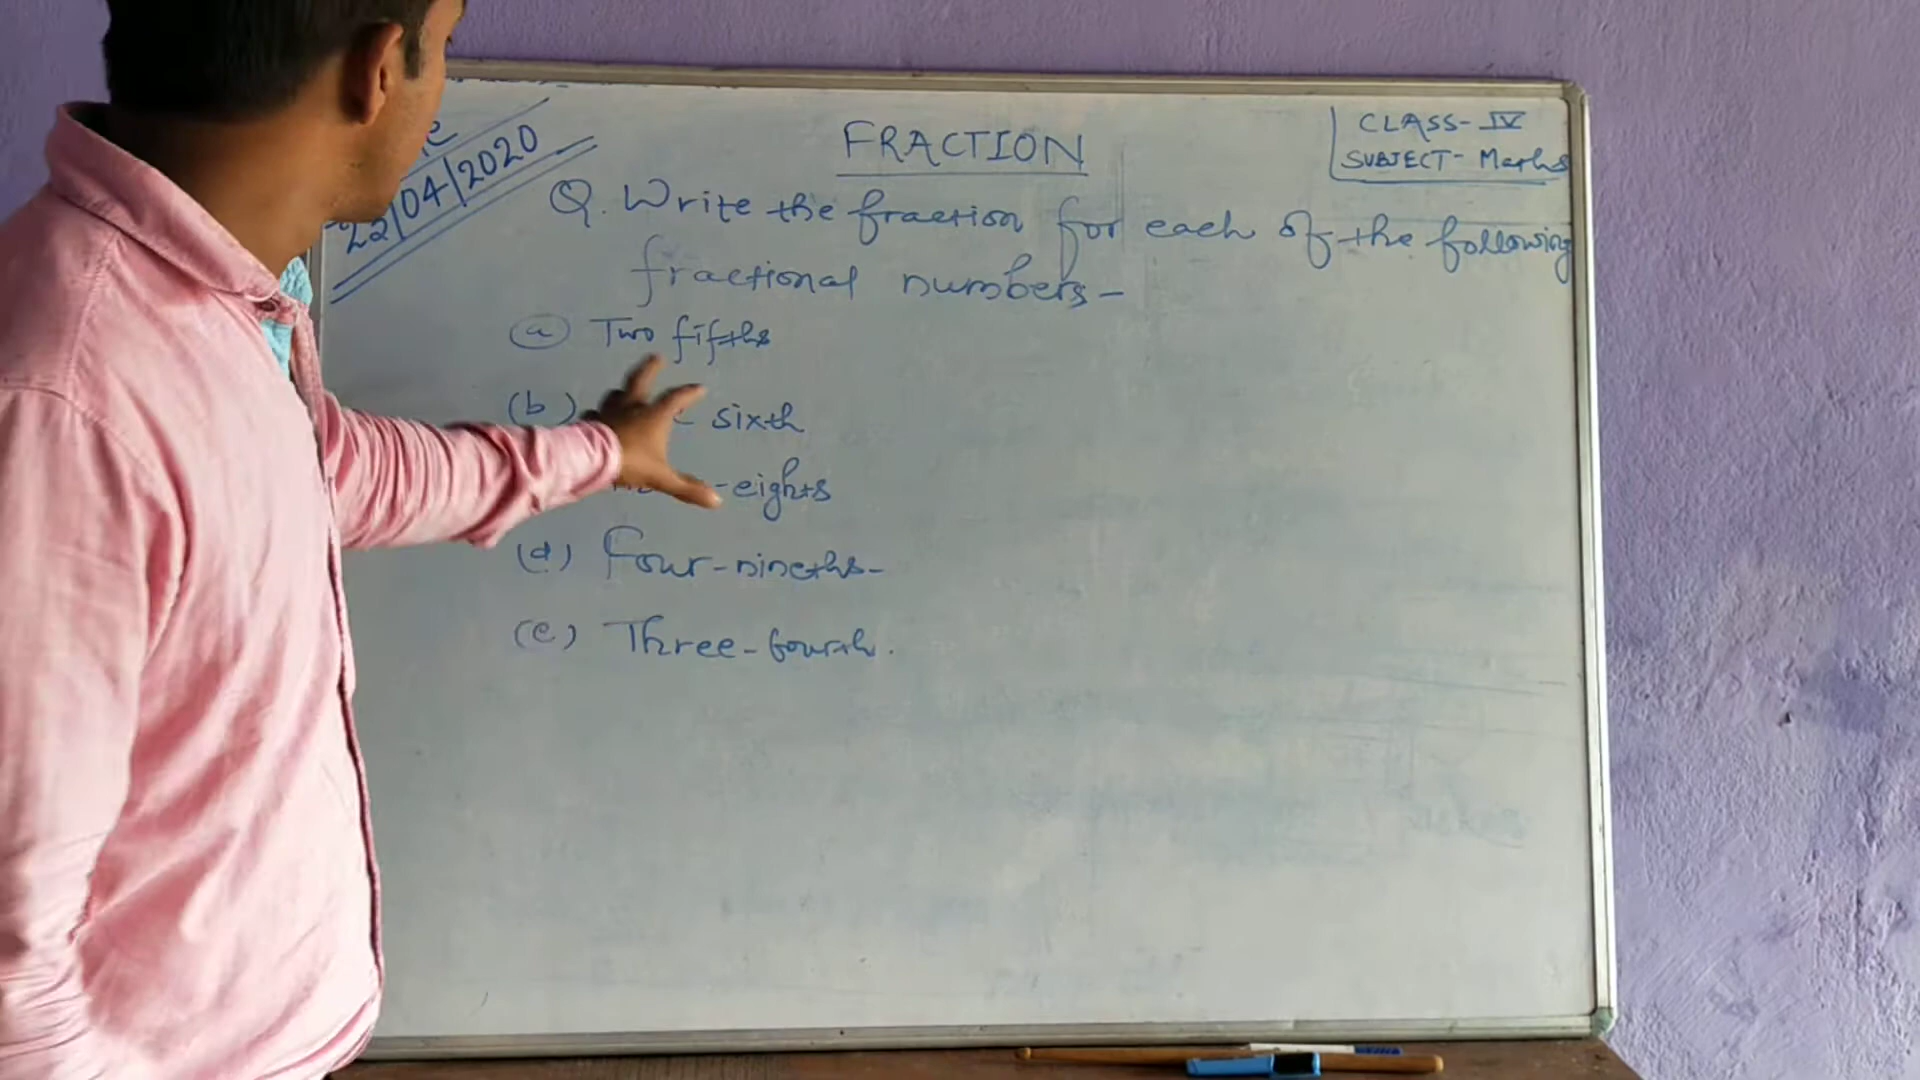 22/04/2020
FRACTION
CLASS- IV
SUBJECT- Maths
Q. Write the fraction for each of the following
fractional numbers-
(a) Two fifths
(b) sixth
-eights
(d) Four-nineths-
(e) Three-fourth.